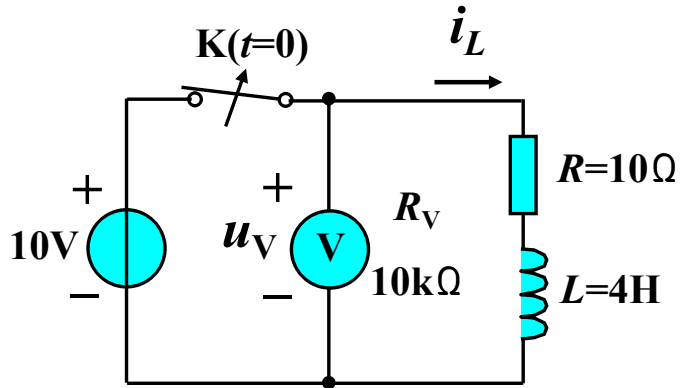 K(t=0)
i_L
+
10V
−
+
u_V
−
V
R_V
10kΩ
R=10Ω
L=4H